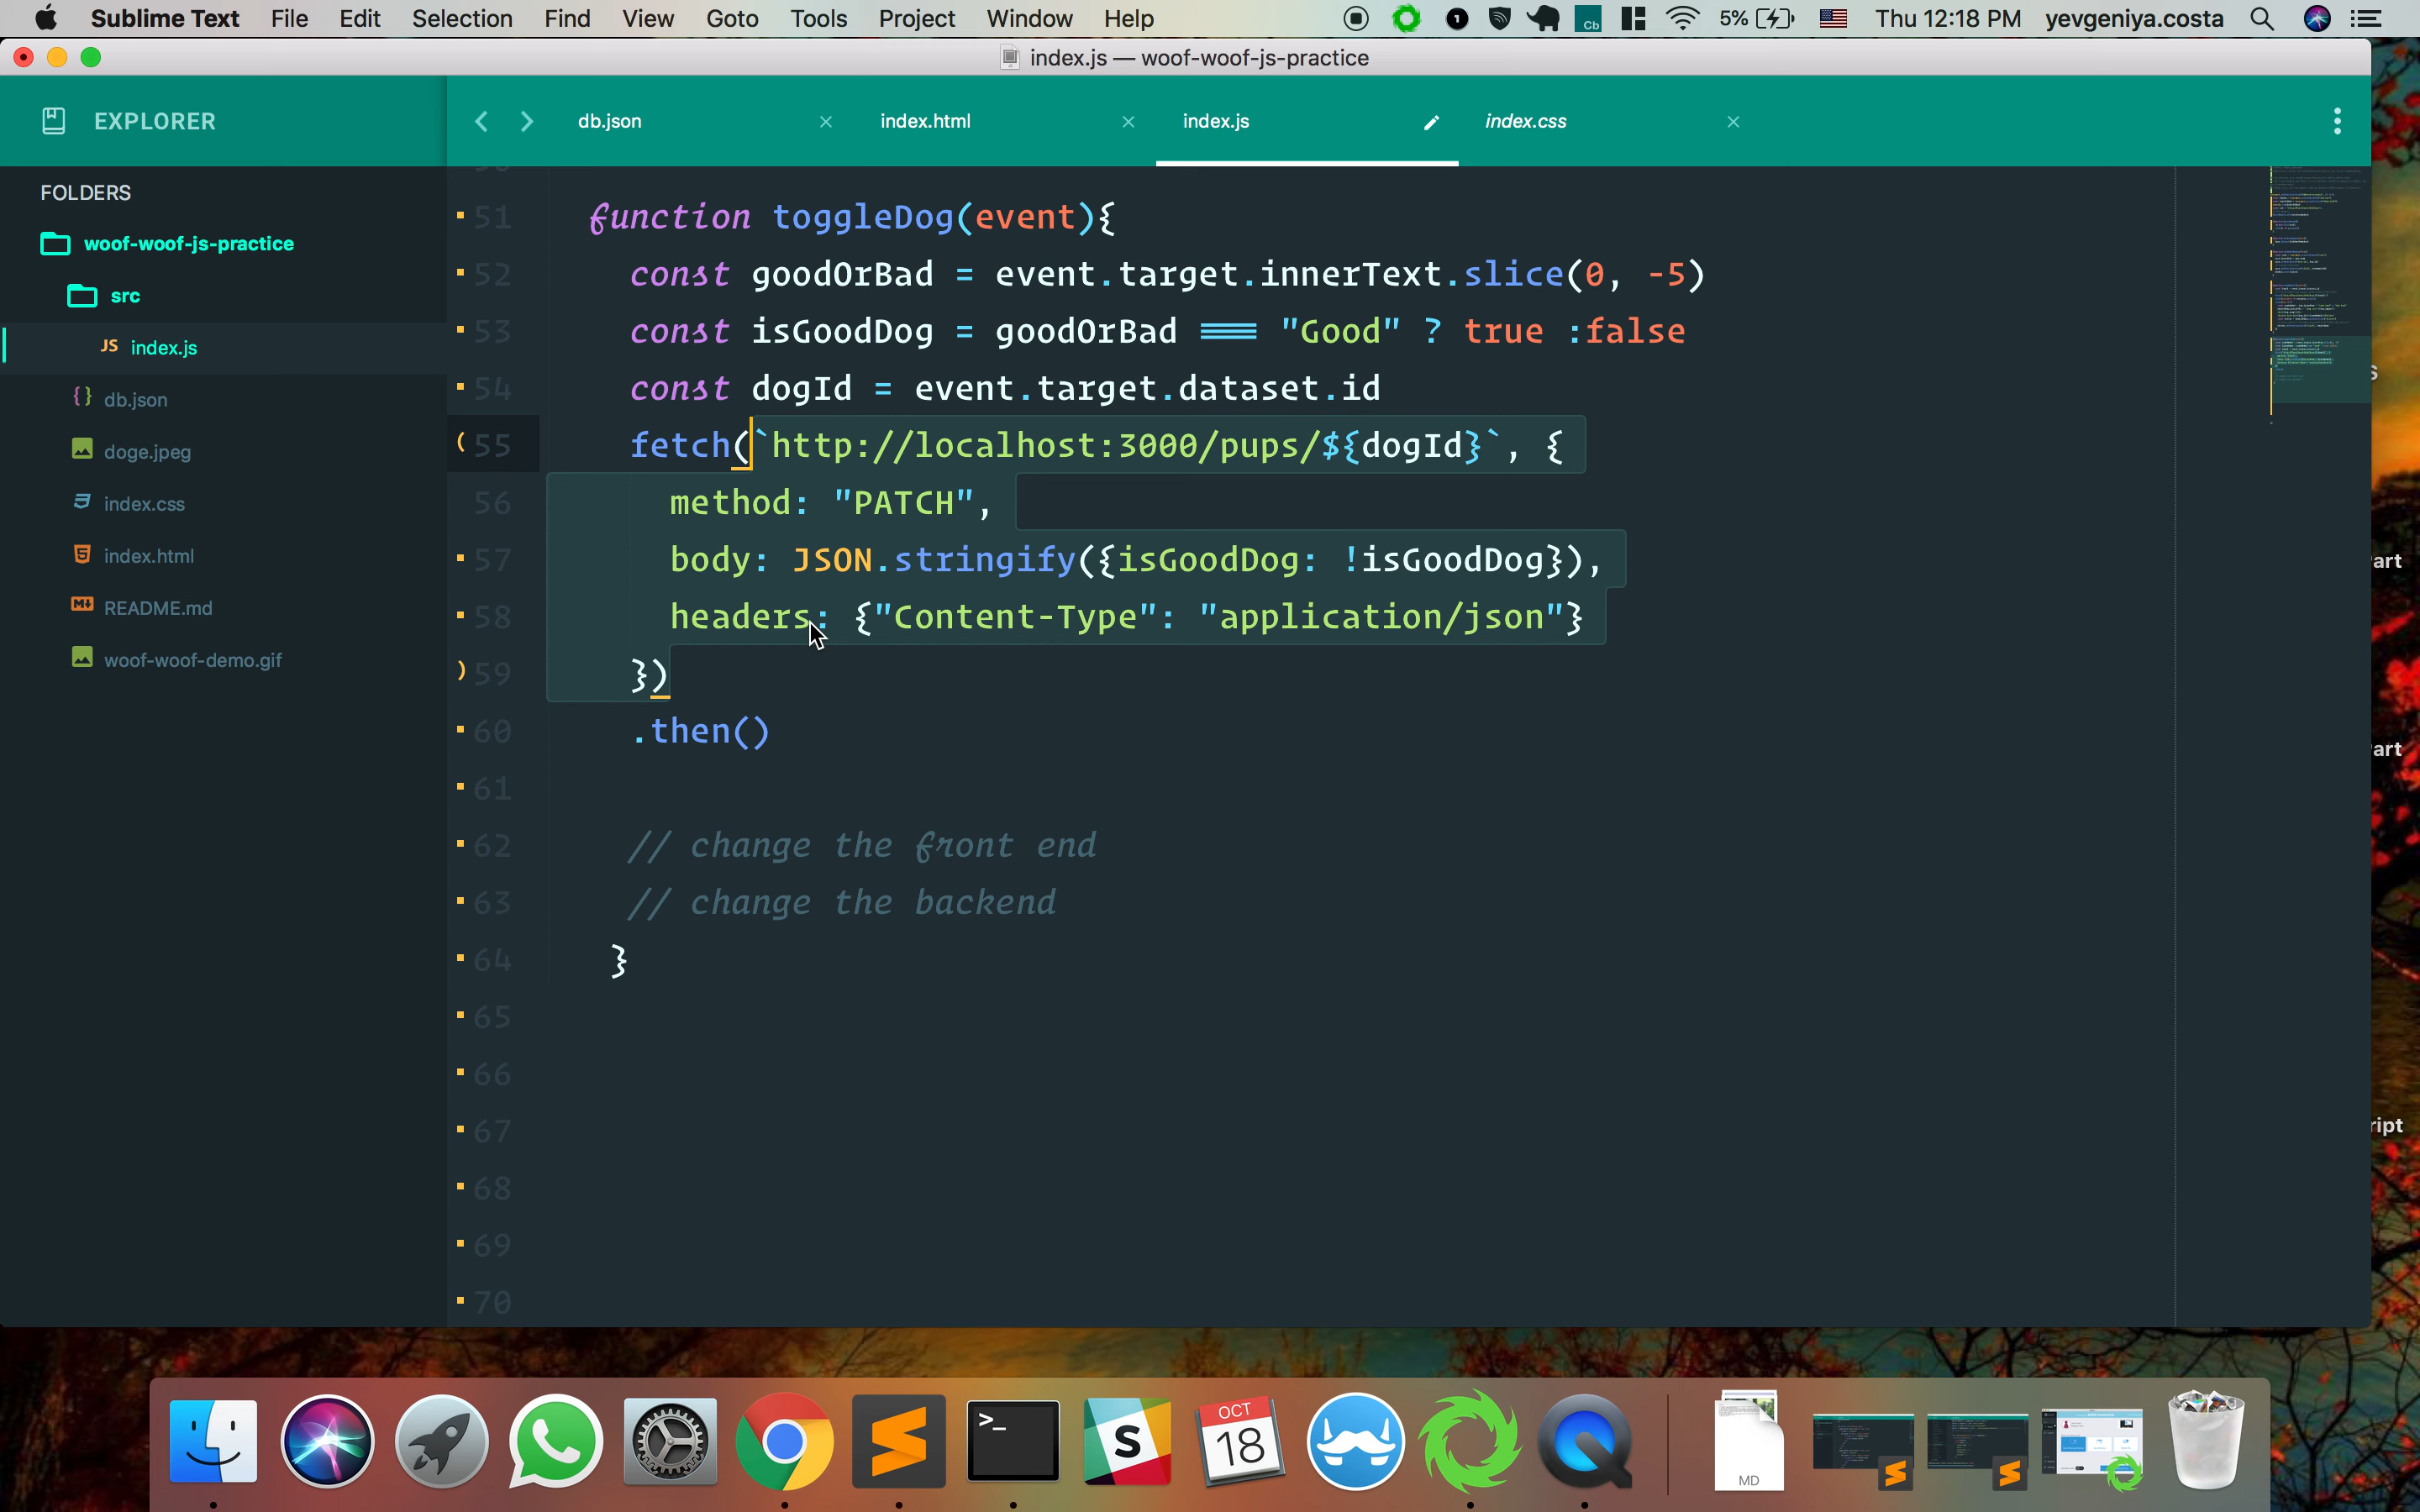 Sublime Text File Edit Selection Find View Goto Tools Project Window Help 1 Cb 5% Thu 12:18 PM yevgeniya.costa
index.js — woof-woof-js-practice
EXPLORER
db.json
index.html
index.js
index.css
FOLDERS
woof-woof-js-practice
src
JS index.js
{} db.json
doge.jpeg
index.css
index.html
README.md
woof-woof-demo.gif
51 function toggleDog(event){
52 const goodOrBad = event.target.innerText.slice(0, -5)
53 const isGoodDog = goodOrBad === "Good" ? true :false
54 const dogId = event.target.dataset.id
55 fetch(`http://localhost:3000/pups/${dogId}`, {
56 method: "PATCH",
57 body: JSON.stringify({isGoodDog: !isGoodDog}),
58 headers: {"Content-Type": "application/json"}
59 })
60 .then()
61
62 // change the front end
63 // change the backend
64 }
65
66
67
68
69
70
art
art
ript
>_
S
OCT
18
MD